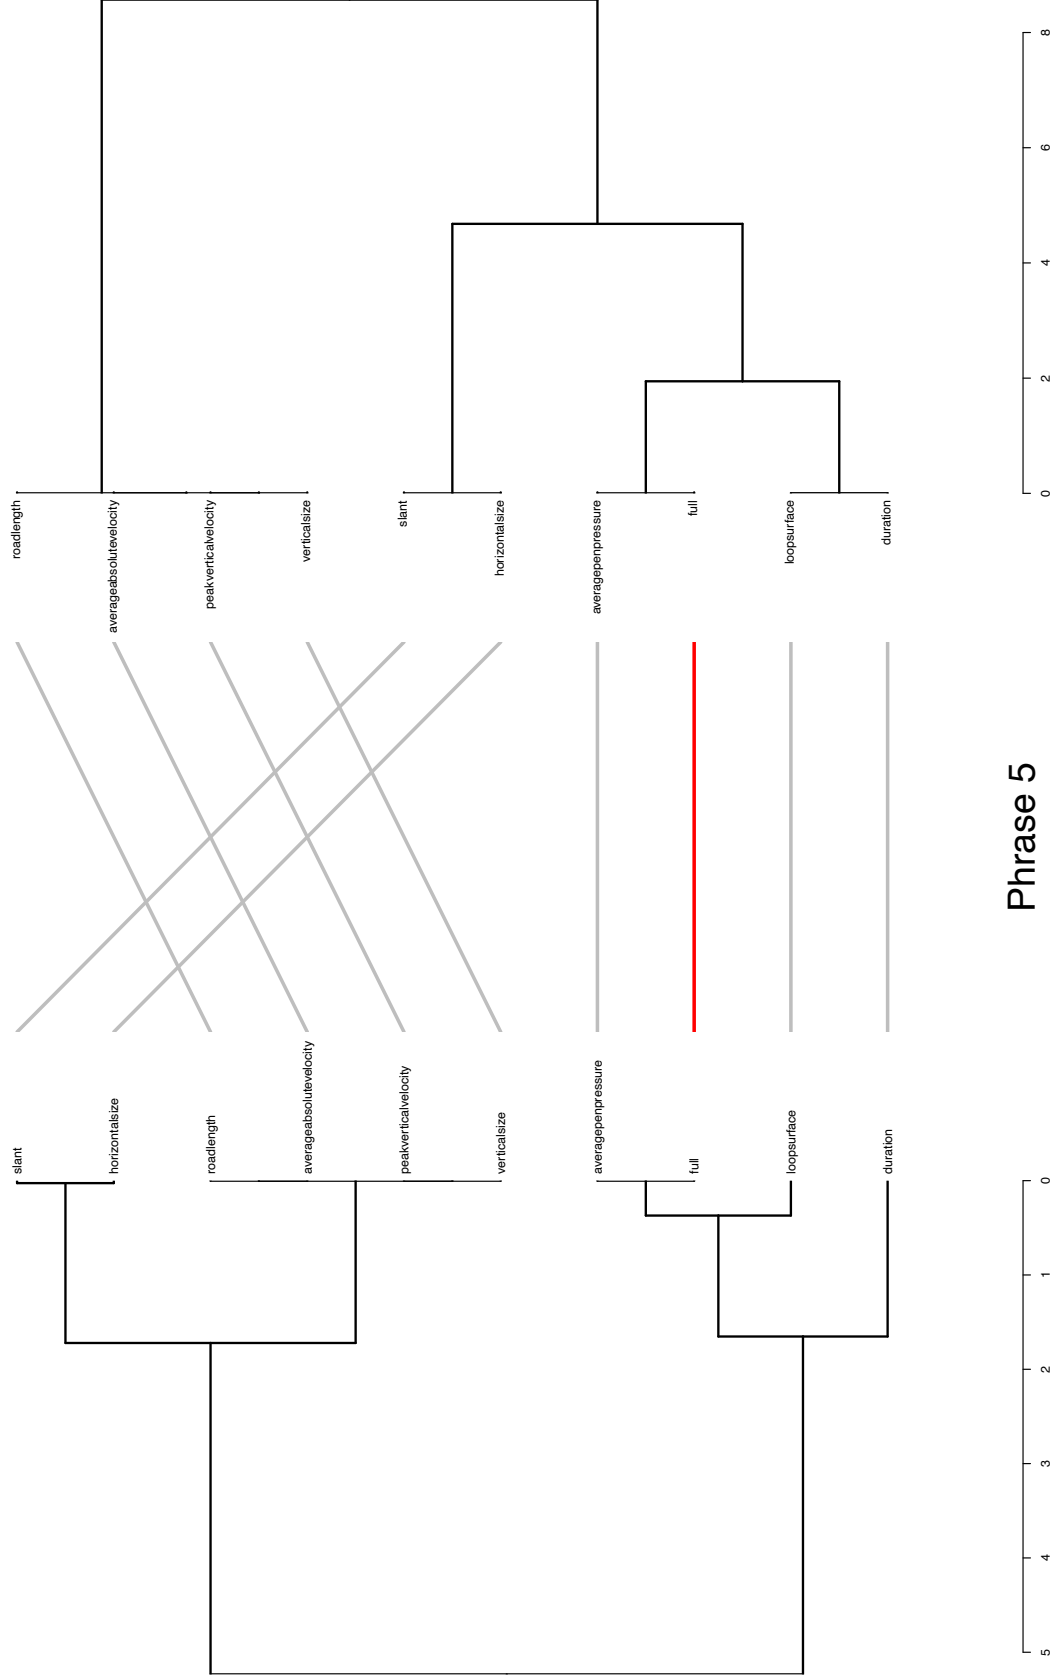 8
6
4
2
0
roadlength
averageabsolutevelocity
peakverticalvelocity
verticalsize
slant
horizontalsize
averagepenpressure
full
loopsurface
duration
Phrase 5
slant
horizontalsize
roadlength
averageabsolutevelocity
peakverticalvelocity
verticalsize
averagepenpressure
full
loopsurface
duration
0
1
2
3
4
5